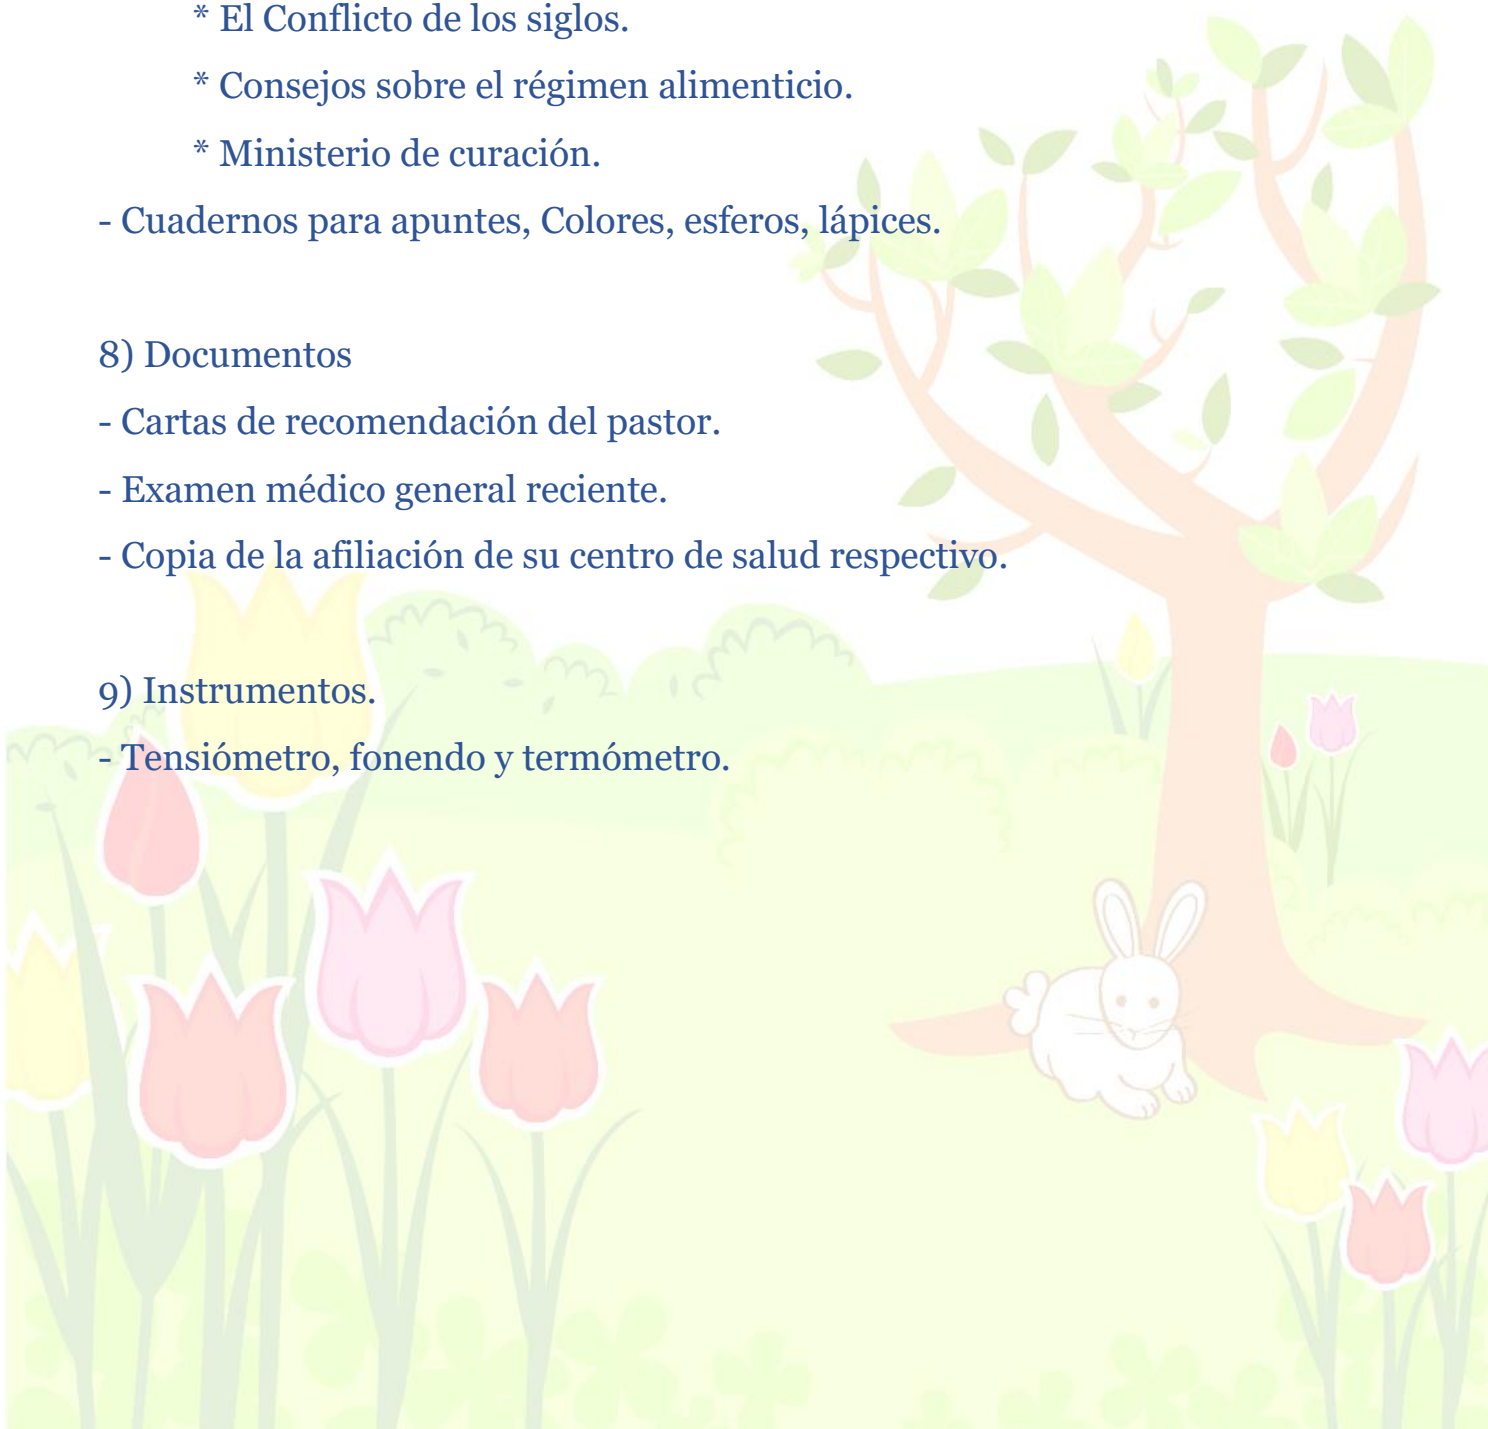 * El Conflicto de los siglos.
* Consejos sobre el régimen alimenticio.
* Ministerio de curación.
- Cuadernos para apuntes, Colores, esferos, lápices.
8) Documentos
- Cartas de recomendación del pastor.
- Examen médico general reciente.
- Copia de la afiliación de su centro de salud respectivo.
9) Instrumentos.
- Tensiómetro, fonendo y termómetro.